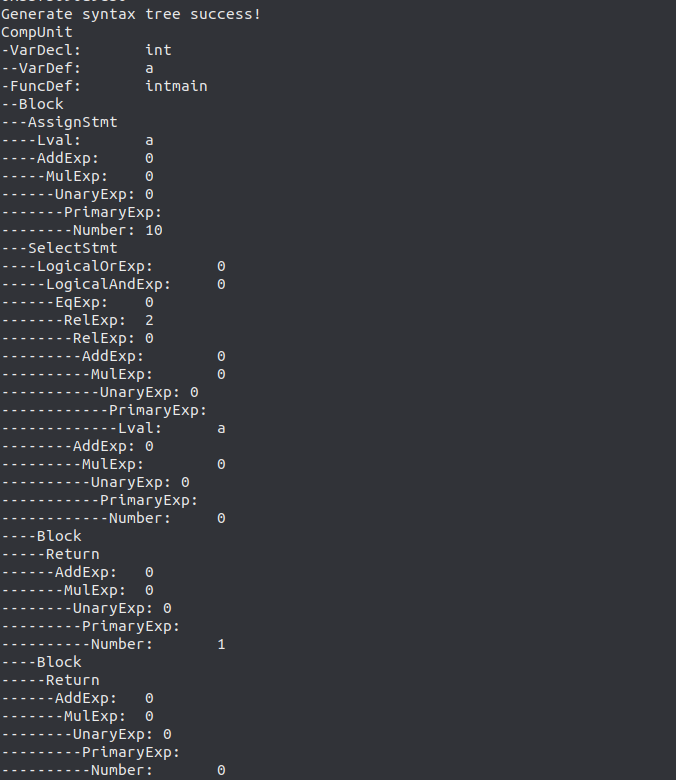 Generate syntax tree success!
CompUnit
-VarDecl:       int
--VarDef:       a
-FuncDef:       intmain
--Block
---AssignStmt
----Lval:       a
----AddExp:     0
-----MulExp:    0
------UnaryExp: 0
-------PrimaryExp:
--------Number: 10
---SelectStmt
----LogicalOrExp:       0
-----LogicalAndExp:     0
------EqExp:    0
-------RelExp:  2
--------RelExp: 0
---------AddExp:        0
----------MulExp:       0
-----------UnaryExp: 0
------------PrimaryExp:
-------------Lval:      a
--------AddExp: 0
---------MulExp:        0
----------UnaryExp: 0
-----------PrimaryExp:
------------Number:     0
----Block
-----Return
------AddExp:   0
-------MulExp:  0
--------UnaryExp: 0
---------PrimaryExp:
----------Number:       1
----Block
-----Return
------AddExp:   0
-------MulExp:  0
--------UnaryExp: 0
---------PrimaryExp:
----------Number:       0